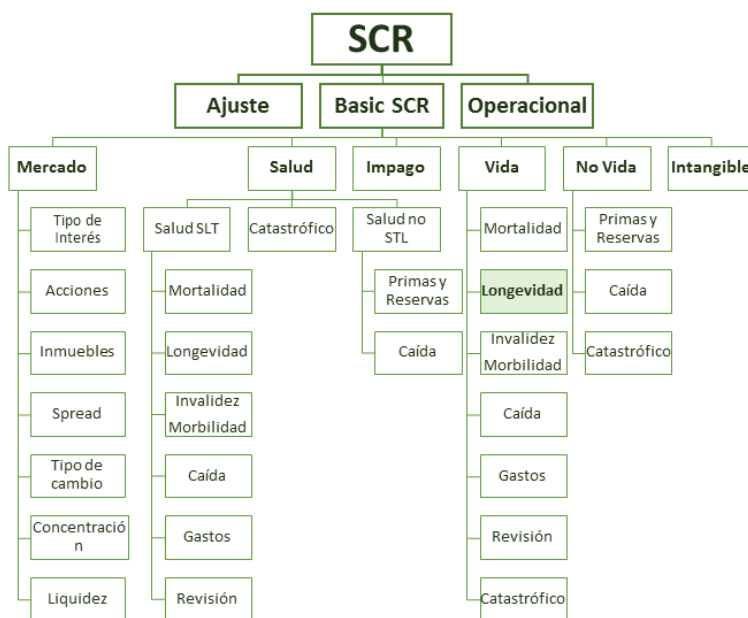 SCR
Ajuste
Basic SCR
Operacional
Mercado
Salud
Impago
Vida
No Vida
Intangible
Tipo de
Interés
Acciones
Inmuebles
Spread
Tipo de
cambio
Concentració
n
Liquidez
Salud SLT
Mortalidad
Longevidad
Invalidez
Morbilidad
Caída
Gastos
Revisión
Catastrófico
Salud no
STL
Primas y
Reservas
Caída
Mortalidad
Longevidad
Invalidez
Morbilidad
Caída
Gastos
Revisión
Catastrófico
Primas y
Reservas
Caída
Catastrófico